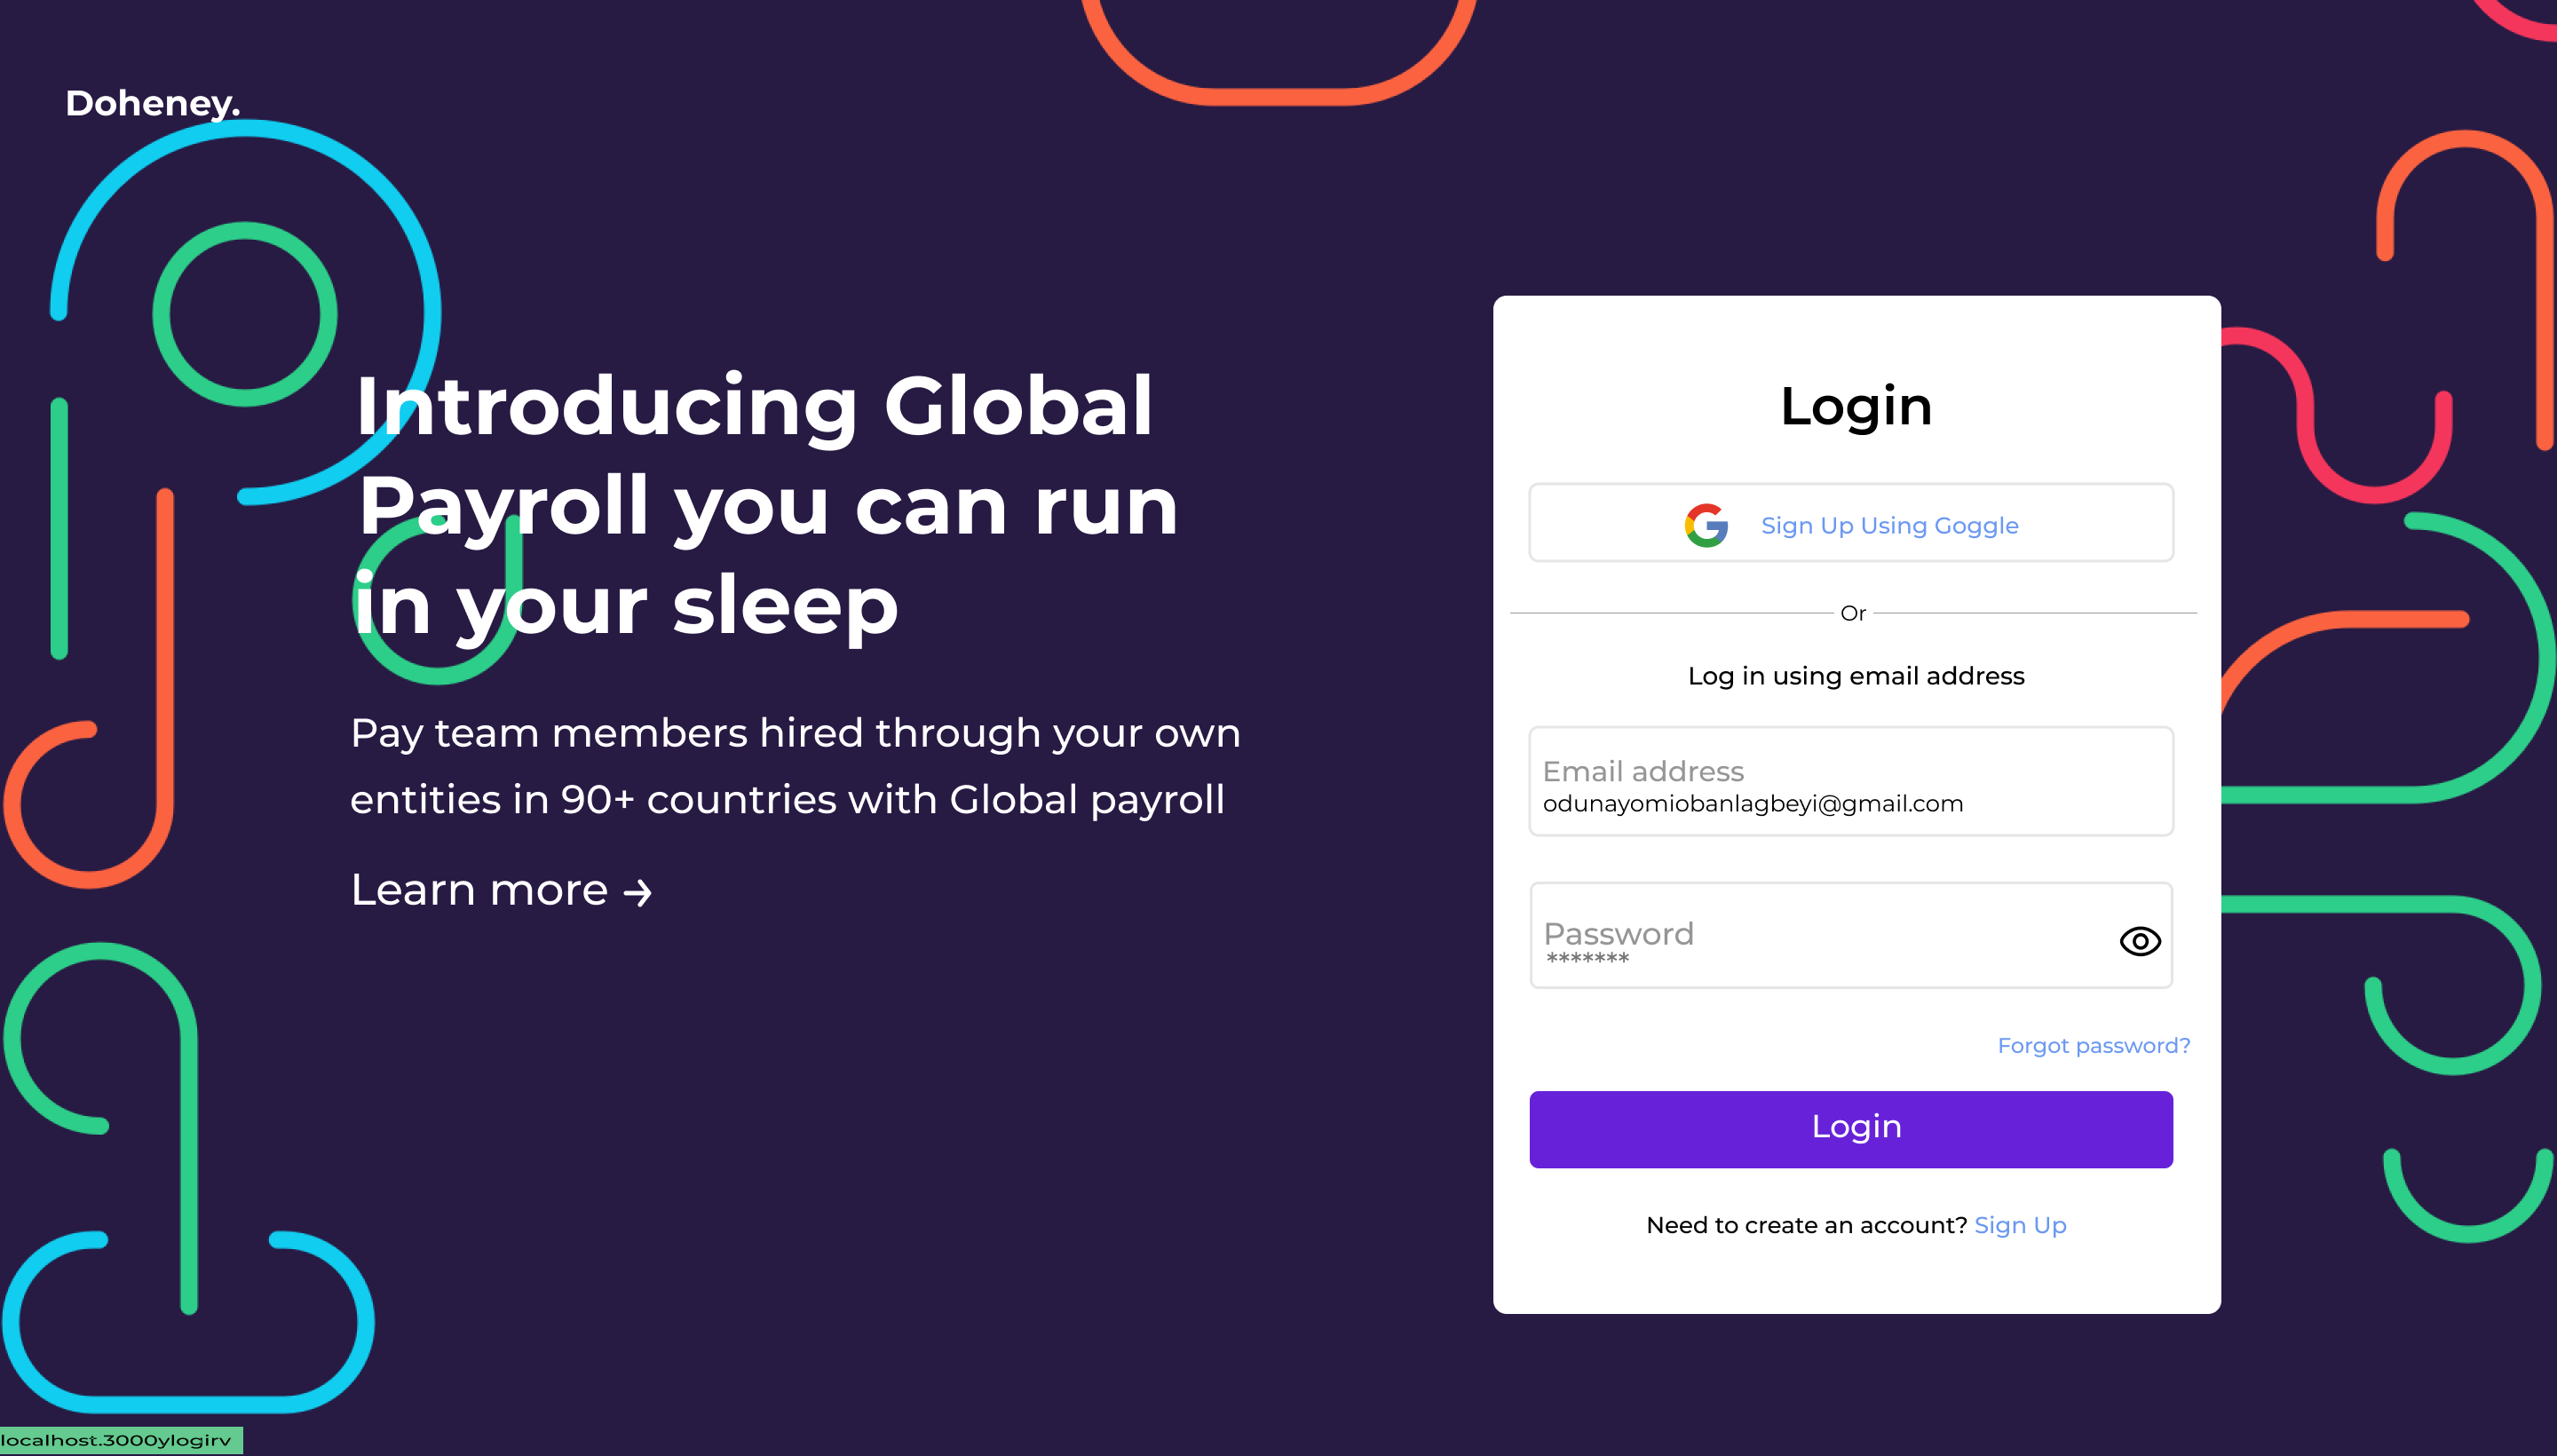 Doheney.
Introducing Global
Payroll you can run
in your sleep
Pay team members hired through your own
entities in 90+ countries with Global payroll
Learn more →
Login
Sign Up Using Goggle
Or
Log in using email address
Email address
odunayomiobanlagbeyi@gmail.com
Password
*******
Forgot password?
Login
Need to create an account? Sign Up
localhost.3000ylogirv